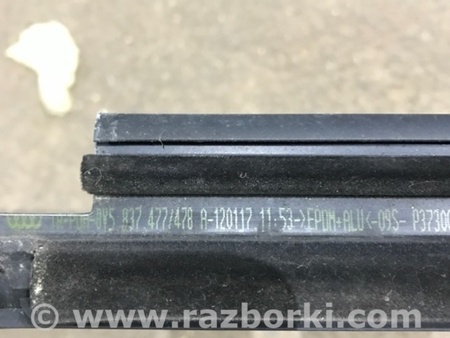 837 477/478 A-120117 11:53->EPDM+ALU<-09S- P3730
www.razborki.com